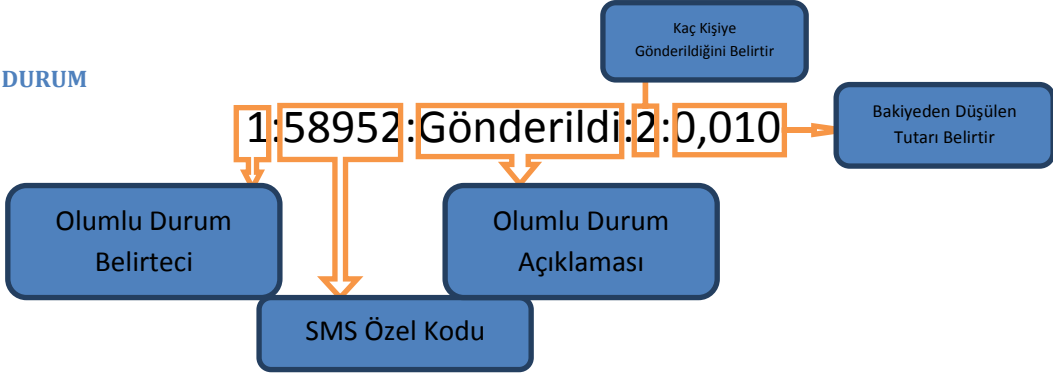 Kaç Kişiye
Gönderildiğini Belirtir
DURUM
1:58952:Gönderildi:2:0,010
Bakiyeden Düşülen
Tutarı Belirtir
Olumlu Durum
Belirteci
Olumlu Durum
Açıklaması
SMS Özel Kodu